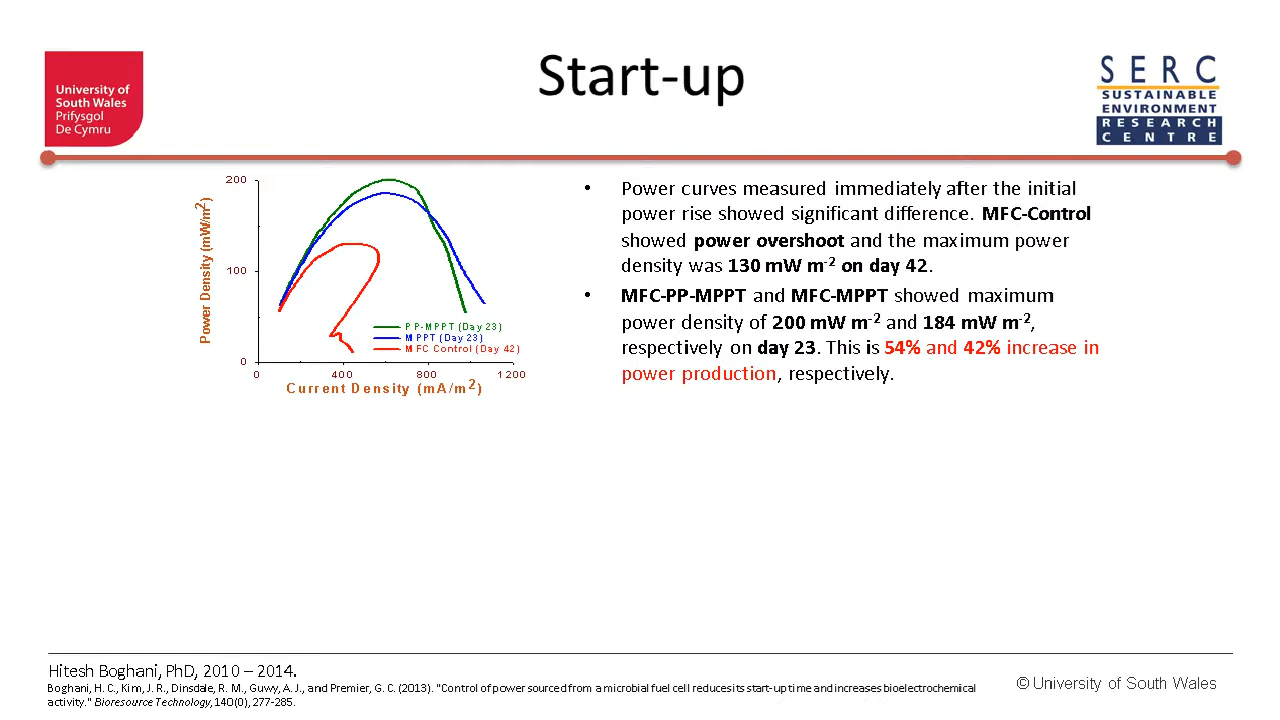 University of
South Wales
Prifysgol
De Cymru
Start-up
SERC
SUSTAINABLE
ENVIRONMENT
RESEARCH
CENTRE
200
100
0
Power Density (mW/m²)
PP-MPPT (Day 23)
MPPT (Day 23)
MFC Control (Day 42)
0 400 800 1200
Current Density (mA/m²)
• Power curves measured immediately after the initial
power rise showed significant difference. MFC-Control
showed power overshoot and the maximum power
density was 130 mW m⁻² on day 42.
• MFC-PP-MPPT and MFC-MPPT showed maximum
power density of 200 mW m⁻² and 184 mW m⁻²,
respectively on day 23. This is 54% and 42% increase in
power production, respectively.
Hitesh Boghani, PhD, 2010 – 2014.
Boghani, H. C., Kim, J. R., Dinsdale, R. M., Guwy, A. J., and Premier, G. C. (2013). "Control of power sourced from a microbial fuel cell reduces its start-up time and increases bioelectrochemical
activity." Bioresource Technology, 140(0), 277-285.
© University of South Wales